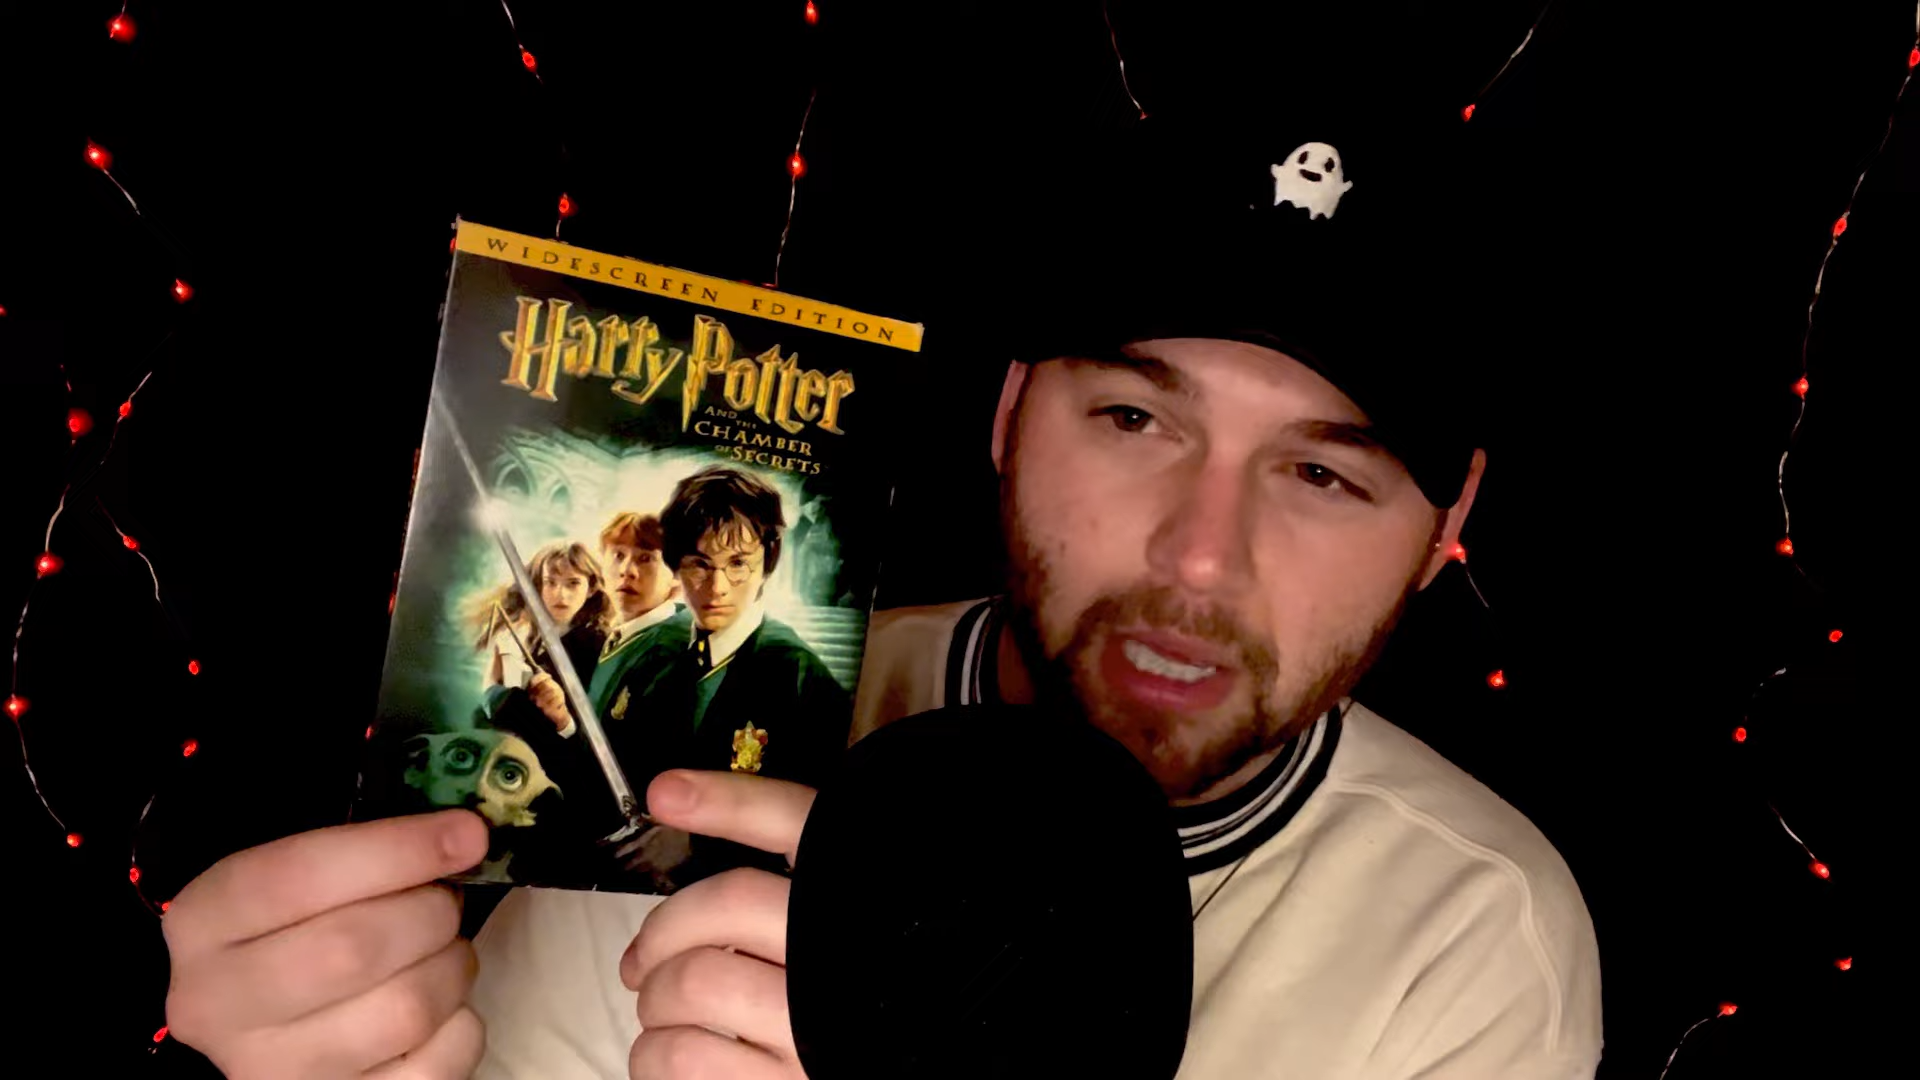 WIDESCREEN EDITION
Harry Potter
AND THE
CHAMBER
OF SECRETS